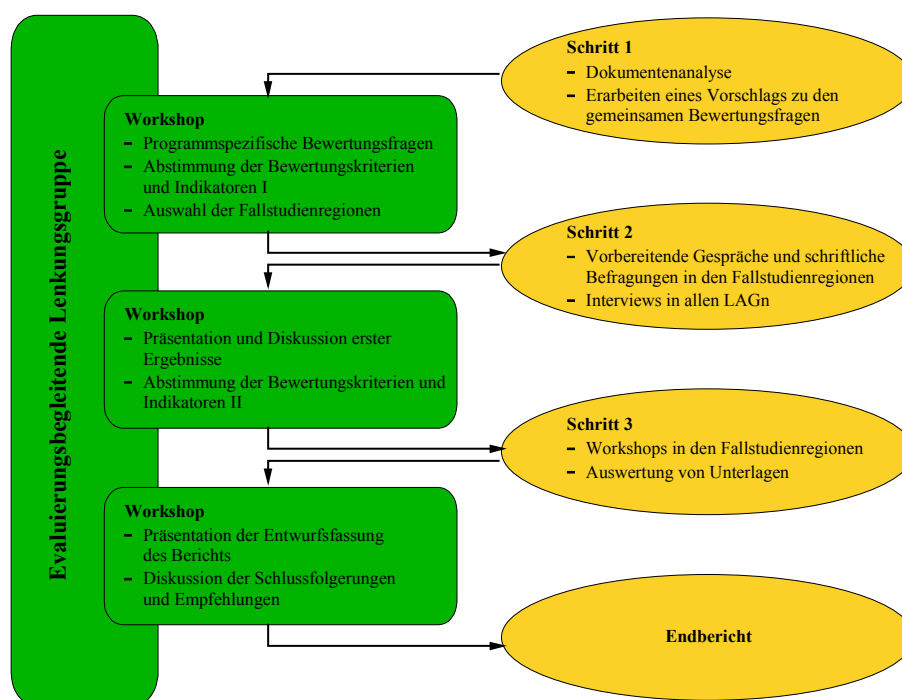 Evaluierungsbegleitende Lenkungsgruppe
Schritt 1
– Dokumentenanalyse
– Erarbeiten eines Vorschlags zu den
gemeinsamen Bewertungsfragen
Workshop
– Programmspezifische Bewertungsfragen
– Abstimmung der Bewertungskriterien
und Indikatoren I
– Auswahl der Fallstudienregionen
Schritt 2
– Vorbereitende Gespräche und schriftliche
Befragungen in den Fallstudienregionen
– Interviews in allen LAGn
Workshop
– Präsentation und Diskussion erster
Ergebnisse
– Abstimmung der Bewertungskriterien und
Indikatoren II
Schritt 3
– Workshops in den Fallstudienregionen
– Auswertung von Unterlagen
Workshop
– Präsentation der Entwurfsfassung
des Berichts
– Diskussion der Schlussfolgerungen
und Empfehlungen
Endbericht